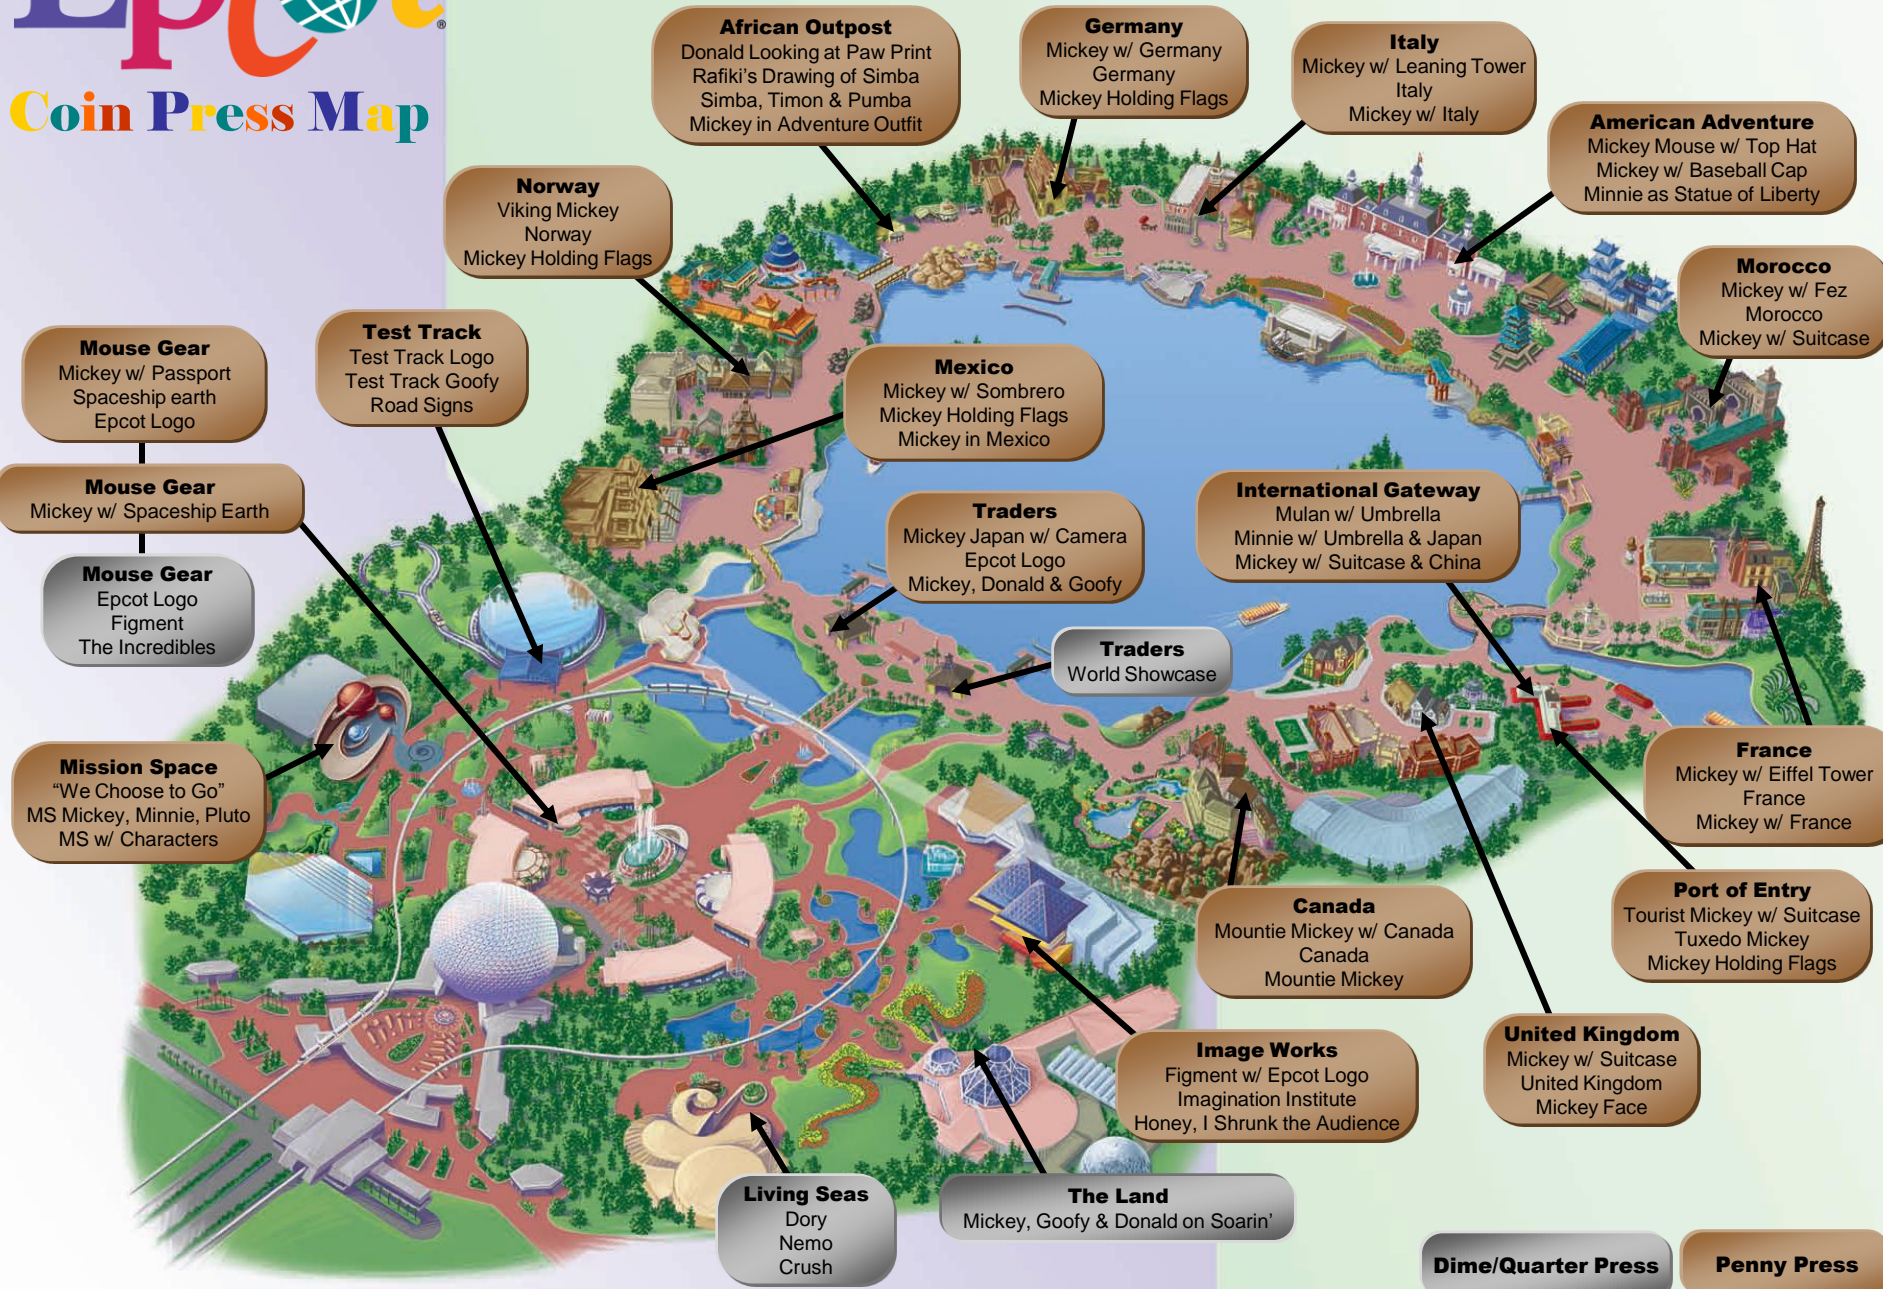 Epcot®
Coin Press Map
African Outpost
Donald Looking at Paw Print
Rafiki's Drawing of Simba
Simba, Timon & Pumba
Mickey in Adventure Outfit
Germany
Mickey w/ Germany
Germany
Mickey Holding Flags
Italy
Mickey w/ Leaning Tower
Italy
Mickey w/ Italy
American Adventure
Mickey Mouse w/ Top Hat
Mickey w/ Baseball Cap
Minnie as Statue of Liberty
Norway
Viking Mickey
Norway
Mickey Holding Flags
Morocco
Mickey w/ Fez
Morocco
Mickey w/ Suitcase
Mouse Gear
Mickey w/ Passport
Spaceship earth
Epcot Logo
Test Track
Test Track Logo
Test Track Goofy
Road Signs
Mexico
Mickey w/ Sombrero
Mickey Holding Flags
Mickey in Mexico
Mouse Gear
Mickey w/ Spaceship Earth
Traders
Mickey Japan w/ Camera
Epcot Logo
Mickey, Donald & Goofy
International Gateway
Mulan w/ Umbrella
Minnie w/ Umbrella & Japan
Mickey w/ Suitcase & China
Mouse Gear
Epcot Logo
Figment
The Incredibles
Traders
World Showcase
Mission Space
“We Choose to Go”
MS Mickey, Minnie, Pluto
MS w/ Characters
France
Mickey w/ Eiffel Tower
France
Mickey w/ France
Canada
Mountie Mickey w/ Canada
Canada
Mountie Mickey
Port of Entry
Tourist Mickey w/ Suitcase
Tuxedo Mickey
Mickey Holding Flags
Image Works
Figment w/ Epcot Logo
Imagination Institute
Honey, I Shrunk the Audience
United Kingdom
Mickey w/ Suitcase
United Kingdom
Mickey Face
Living Seas
Dory
Nemo
Crush
The Land
Mickey, Goofy & Donald on Soarin'
Dime/Quarter Press
Penny Press